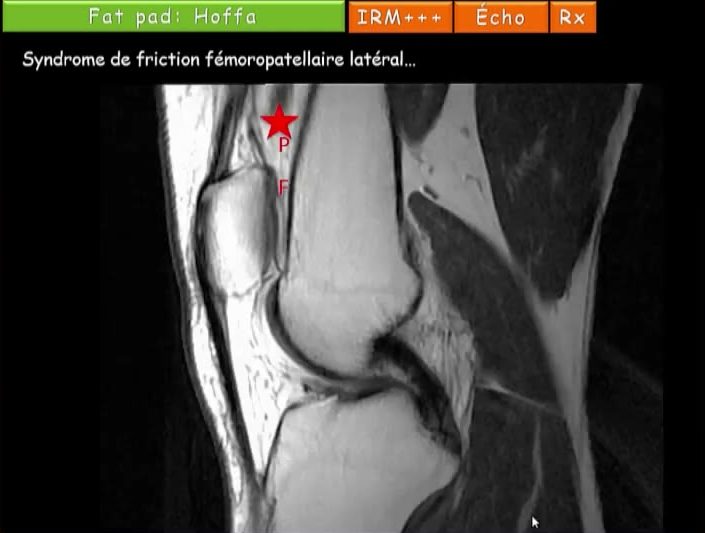 Fat pad: Hoffa
IRM+++
Écho
Rx
Syndrome de friction fémoropatellaire latéral...
P
F